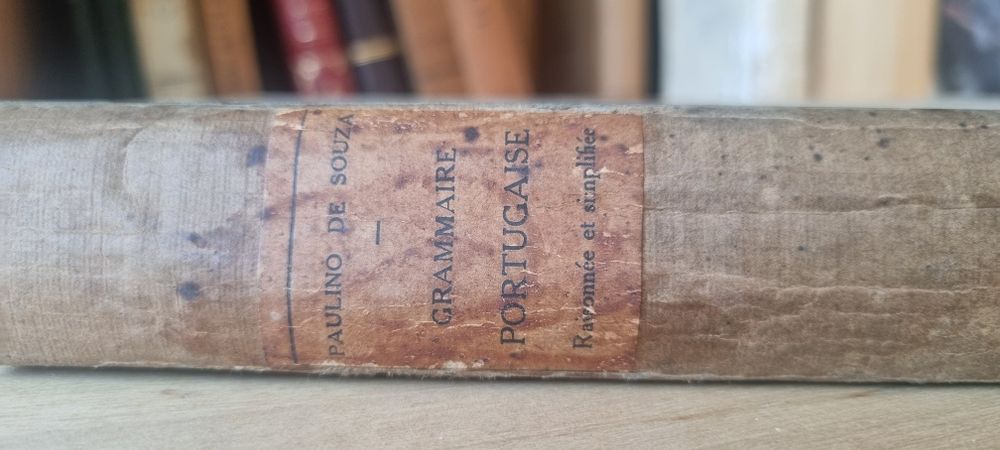 PAULINO DE SOUZA
—
GRAMMAIRE
PORTUGAISE
Raisonnée et simplifiée